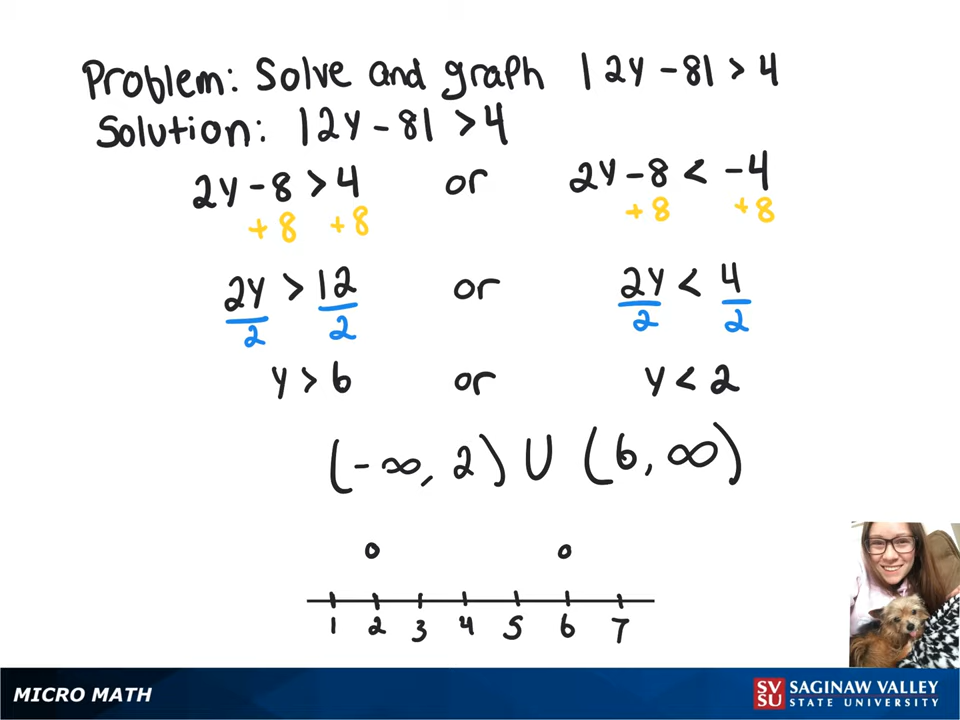 Problem: Solve and graph |2y - 8| > 4
Solution: |2y - 8| > 4
2y - 8 > 4 or 2y - 8 < -4
+8 +8 +8 +8
2y > 12 or 2y < 4
2 2 2 2
y > 6 or y < 2
(-∞, 2) ∪ (6, ∞)
1 2 3 4 5 6 7
MICRO MATH
SV
SU
SAGINAW VALLEY
STATE UNIVERSITY